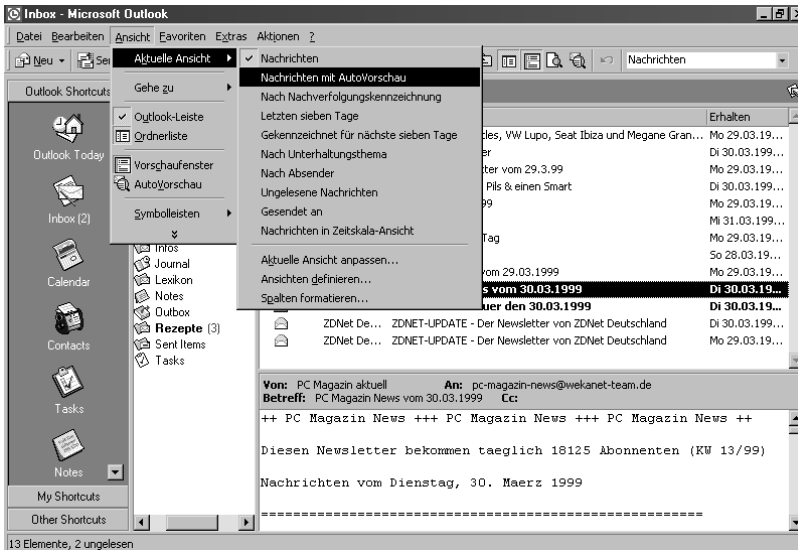 Inbox - Microsoft Outlook
Datei Bearbeiten Ansicht Favoriten Extras Aktionen ?
Neu
Nachrichten
Aktuelle Ansicht
Gehe zu
Outlook-Leiste
Ordnerliste
Vorschaufenster
AutoVorschau
Symbolleisten
Nachrichten
Nachrichten mit AutoVorschau
Nach Nachverfolgungskennzeichnung
Letzten sieben Tage
Gekennzeichnet für nächste sieben Tage
Nach Unterhaltungsthema
Nach Absender
Ungelesene Nachrichten
Gesendet an
Nachrichten in Zeitskala-Ansicht
Aktuelle Ansicht anpassen...
Ansichten definieren...
Spalten formatieren...
Outlook Shortcuts
Outlook Today
Inbox (2)
Calendar
Contacts
Tasks
Notes
My Shortcuts
Other Shortcuts
Infos
Journal
Lexikon
Notes
Outbox
Rezepte (3)
Sent Items
Tasks
Erhalten
VW Lupo, Seat Ibiza und Megane Gran... Mo 29.03.19...
Di 30.03.199...
vom 29.3.99 Mo 29.03.19...
Pils & einen Smart Di 30.03.199...
Mo 29.03.19...
Mi 31.03.199...
Tag Mo 29.03.19...
So 28.03.19...
vom 29.03.1999 Mo 29.03.19...
vom 30.03.1999 Di 30.03.19...
den 30.03.1999 Di 30.03.19...
ZDNet De... ZDNET-UPDATE - Der Newsletter von ZDNet Deutschland Di 30.03.199...
ZDNet De... ZDNET-UPDATE - Der Newsletter von ZDNet Deutschland Mo 29.03.19...
Von: PC Magazin aktuell An: pc-magazin-news@wekanet-team.de
Betreff: PC Magazin News vom 30.03.1999 Cc:
++ PC Magazin News +++ PC Magazin News +++ PC Magazin News ++
Diesen Newsletter bekommen taeglich 18125 Abonnenten (KW 13/99)
Nachrichten vom Dienstag, 30. Maerz 1999
13 Elemente, 2 ungelesen